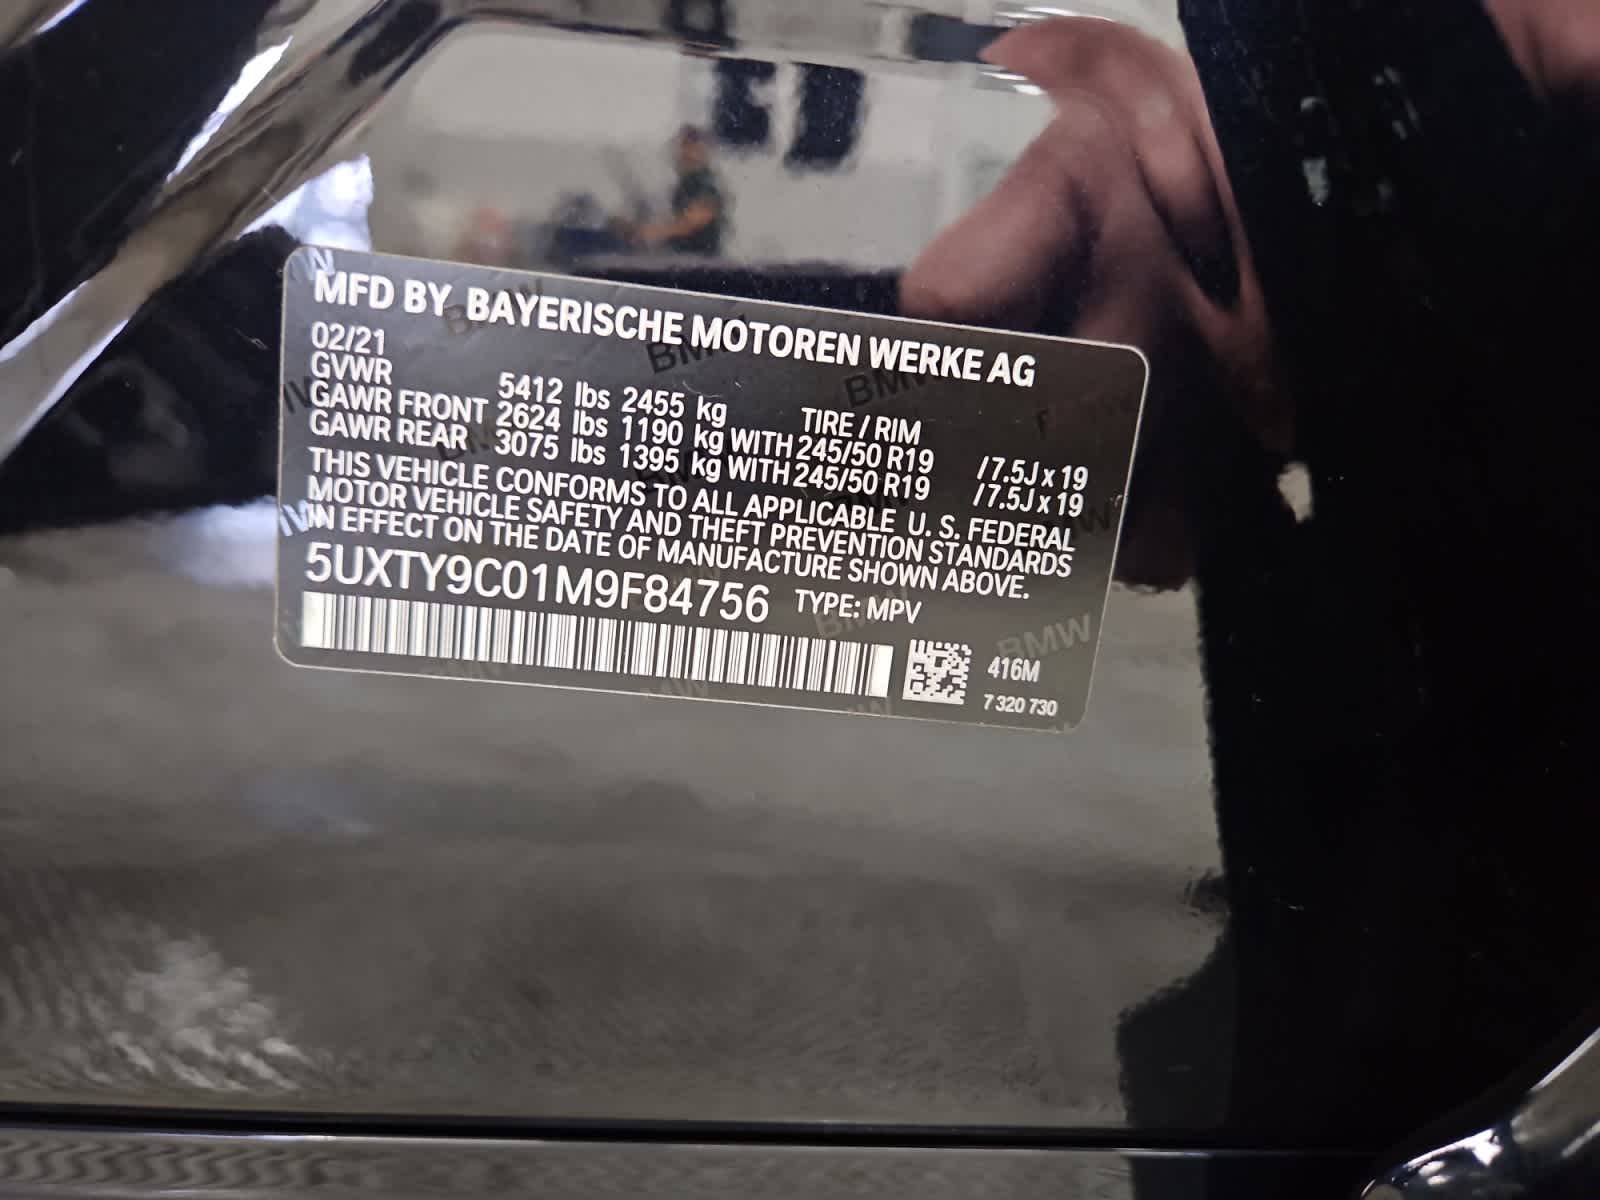 MFD BY BAYERISCHE MOTOREN WERKE AG
02/21
GVWR 5412 lbs 2455 kg TIRE / RIM
GAWR FRONT 2624 lbs 1190 kg WITH 245/50 R19 / 7.5J x 19
GAWR REAR 3075 lbs 1395 kg WITH 245/50 R19 / 7.5J x 19
THIS VEHICLE CONFORMS TO ALL APPLICABLE U. S. FEDERAL
MOTOR VEHICLE SAFETY AND THEFT PREVENTION STANDARDS
IN EFFECT ON THE DATE OF MANUFACTURE SHOWN ABOVE.
5UXTY9C01M9F84756 TYPE: MPV
416M
7 320 730
BMW